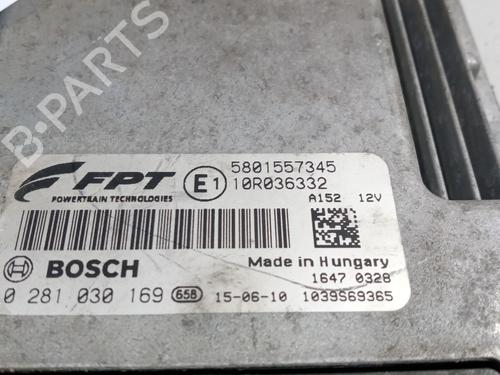 B-PARTS
FPT
POWERTRAIN TECHNOLOGIES
E1
5801557345
10R036332
A152 12V
BOSCH
Made in Hungary
1647 0328
0 281 030 169 658 15-06-10 1039S69365